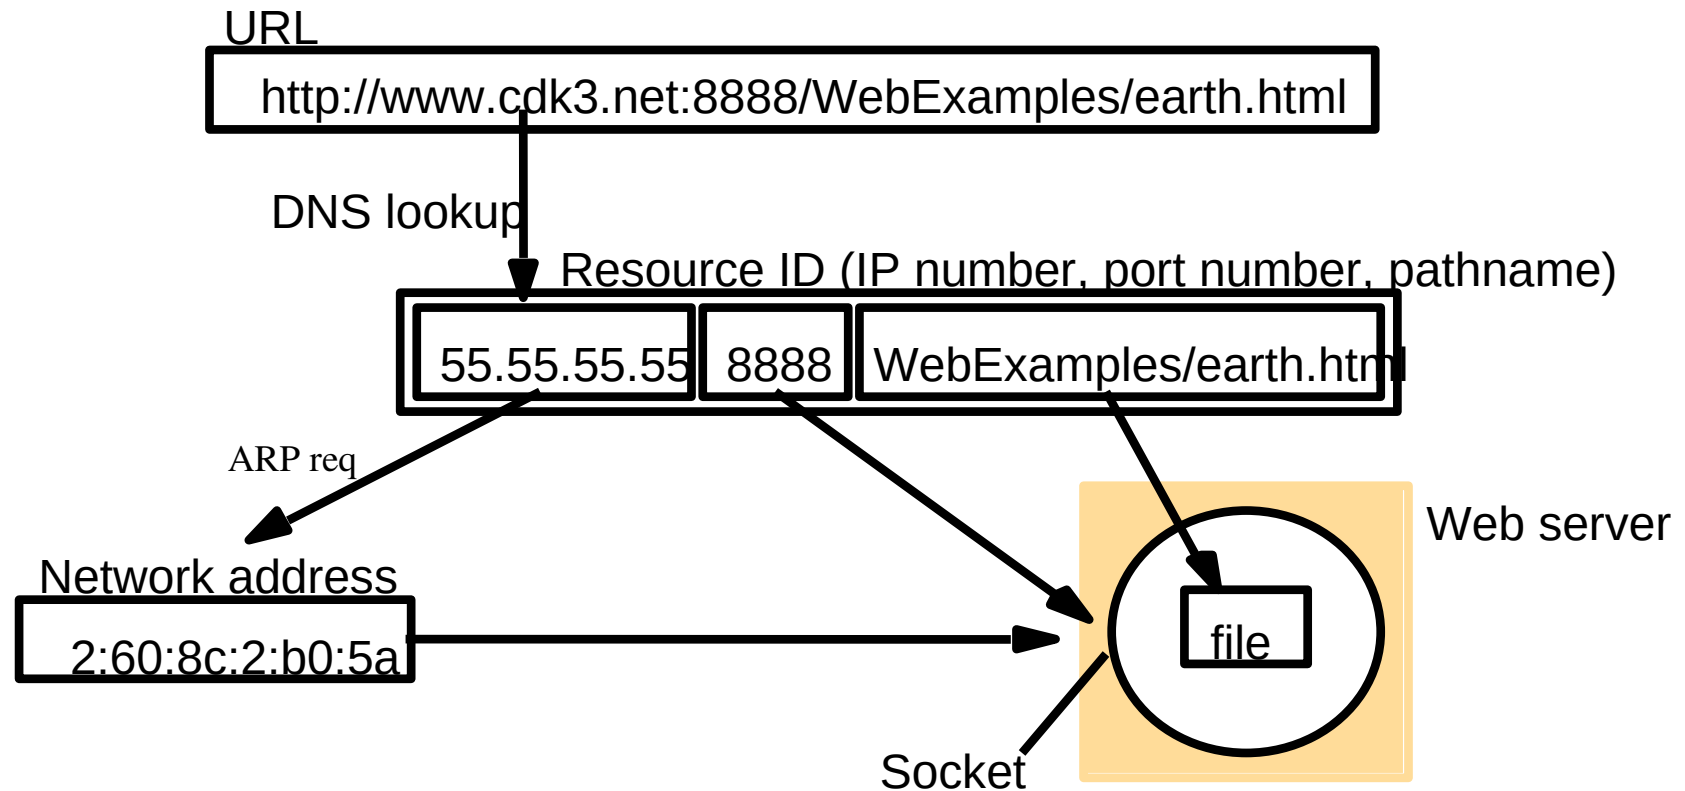 URL
http://www.cdk3.net:8888/WebExamples/earth.html
DNS lookup
Resource ID (IP number, port number, pathname)
55.55.55.55
8888
WebExamples/earth.html
ARP req
Network address
2:60:8c:2:b0:5a
Web server
file
Socket